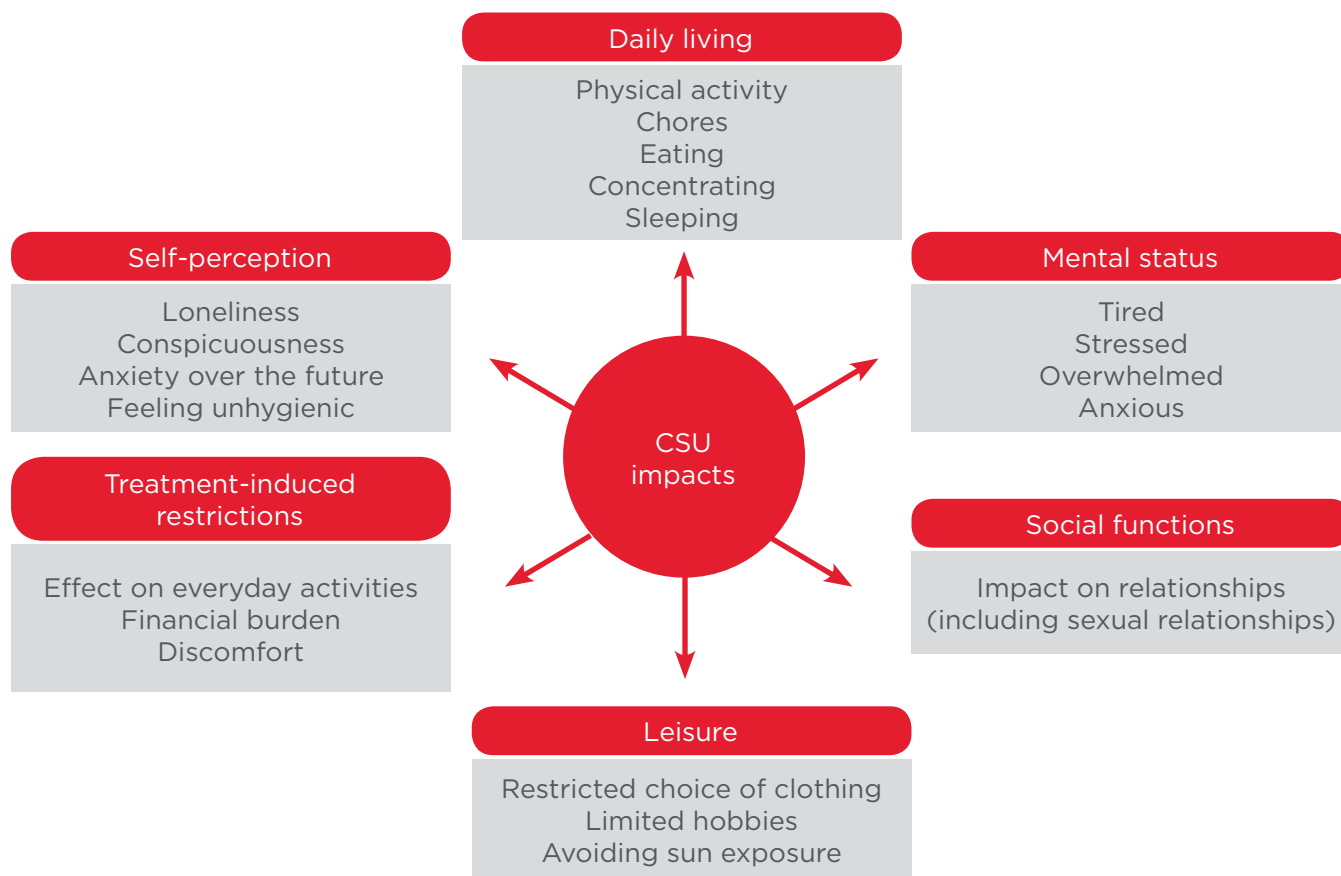 Daily living
Physical activity
Chores
Eating
Concentrating
Sleeping
Self-perception
Loneliness
Conspicuousness
Anxiety over the future
Feeling unhygienic
Mental status
Tired
Stressed
Overwhelmed
Anxious
CSU
impacts
Treatment-induced
restrictions
Effect on everyday activities
Financial burden
Discomfort
Social functions
Impact on relationships
(including sexual relationships)
Leisure
Restricted choice of clothing
Limited hobbies
Avoiding sun exposure